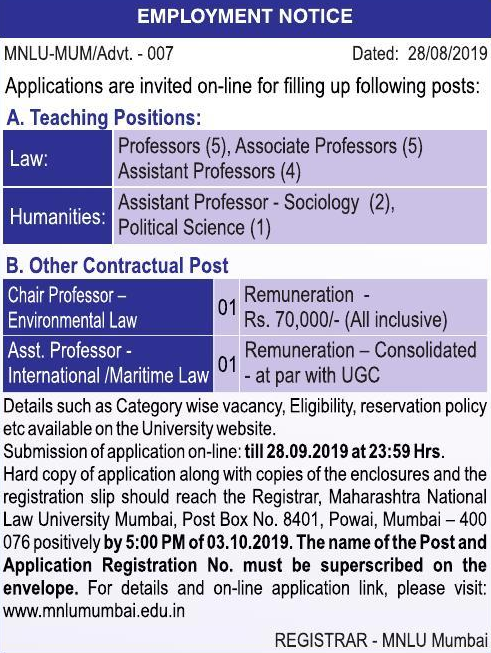 EMPLOYMENT NOTICE
MNLU-MUM/Advt. - 007 Dated: 28/08/2019
Applications are invited on-line for filling up following posts:
A. Teaching Positions:
Law: Professors (5), Associate Professors (5)
Assistant Professors (4)
Humanities: Assistant Professor - Sociology (2),
Political Science (1)
B. Other Contractual Post
Chair Professor – 01 Remuneration -
Environmental Law Rs. 70,000/- (All inclusive)
Asst. Professor - 01 Remuneration – Consolidated
International /Maritime Law - at par with UGC
Details such as Category wise vacancy, Eligibility, reservation policy
etc available on the University website.
Submission of application on-line: till 28.09.2019 at 23:59 Hrs.
Hard copy of application along with copies of the enclosures and the
registration slip should reach the Registrar, Maharashtra National
Law University Mumbai, Post Box No. 8401, Powai, Mumbai – 400
076 positively by 5:00 PM of 03.10.2019. The name of the Post and
Application Registration No. must be superscribed on the
envelope. For details and on-line application link, please visit:
www.mnlumumbai.edu.in
REGISTRAR - MNLU Mumbai